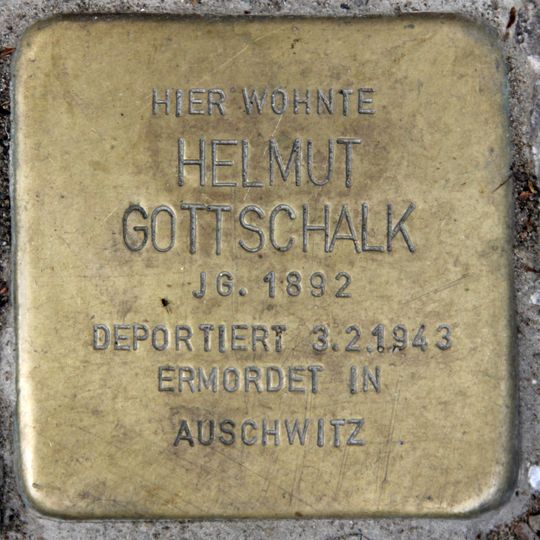 HIER WOHNTE
HELMUT
GOTTSCHALK
JG. 1892
DEPORTIERT 3.2.1943
ERMORDET IN
AUSCHWITZ